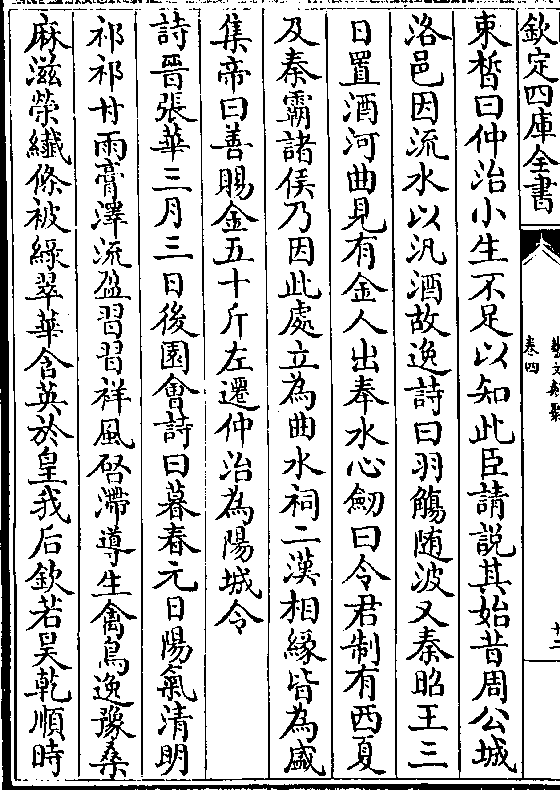 欽定四庫全書
藝文類聚
卷四
束晳曰仲治小生不足以知此臣請說其始昔周公城
洛邑因流水以汎酒故逸詩曰羽觴隨波又秦昭王三
日置酒河曲見有金人出奉水心劒曰令君制有西夏
及秦霸諸侯乃因此處立為曲水祠二漢相緣皆為盛
集帝曰善賜金五十斤左遷仲治為陽城令
詩晉張華三月三日後園會詩曰暮春元日陽氣清明
祁祁甘雨膏澤流盈習習祥風啓滯導生禽鳥逸豫桑
麻滋榮纎條被綠翠華含英於皇我后欽若昊乾順時